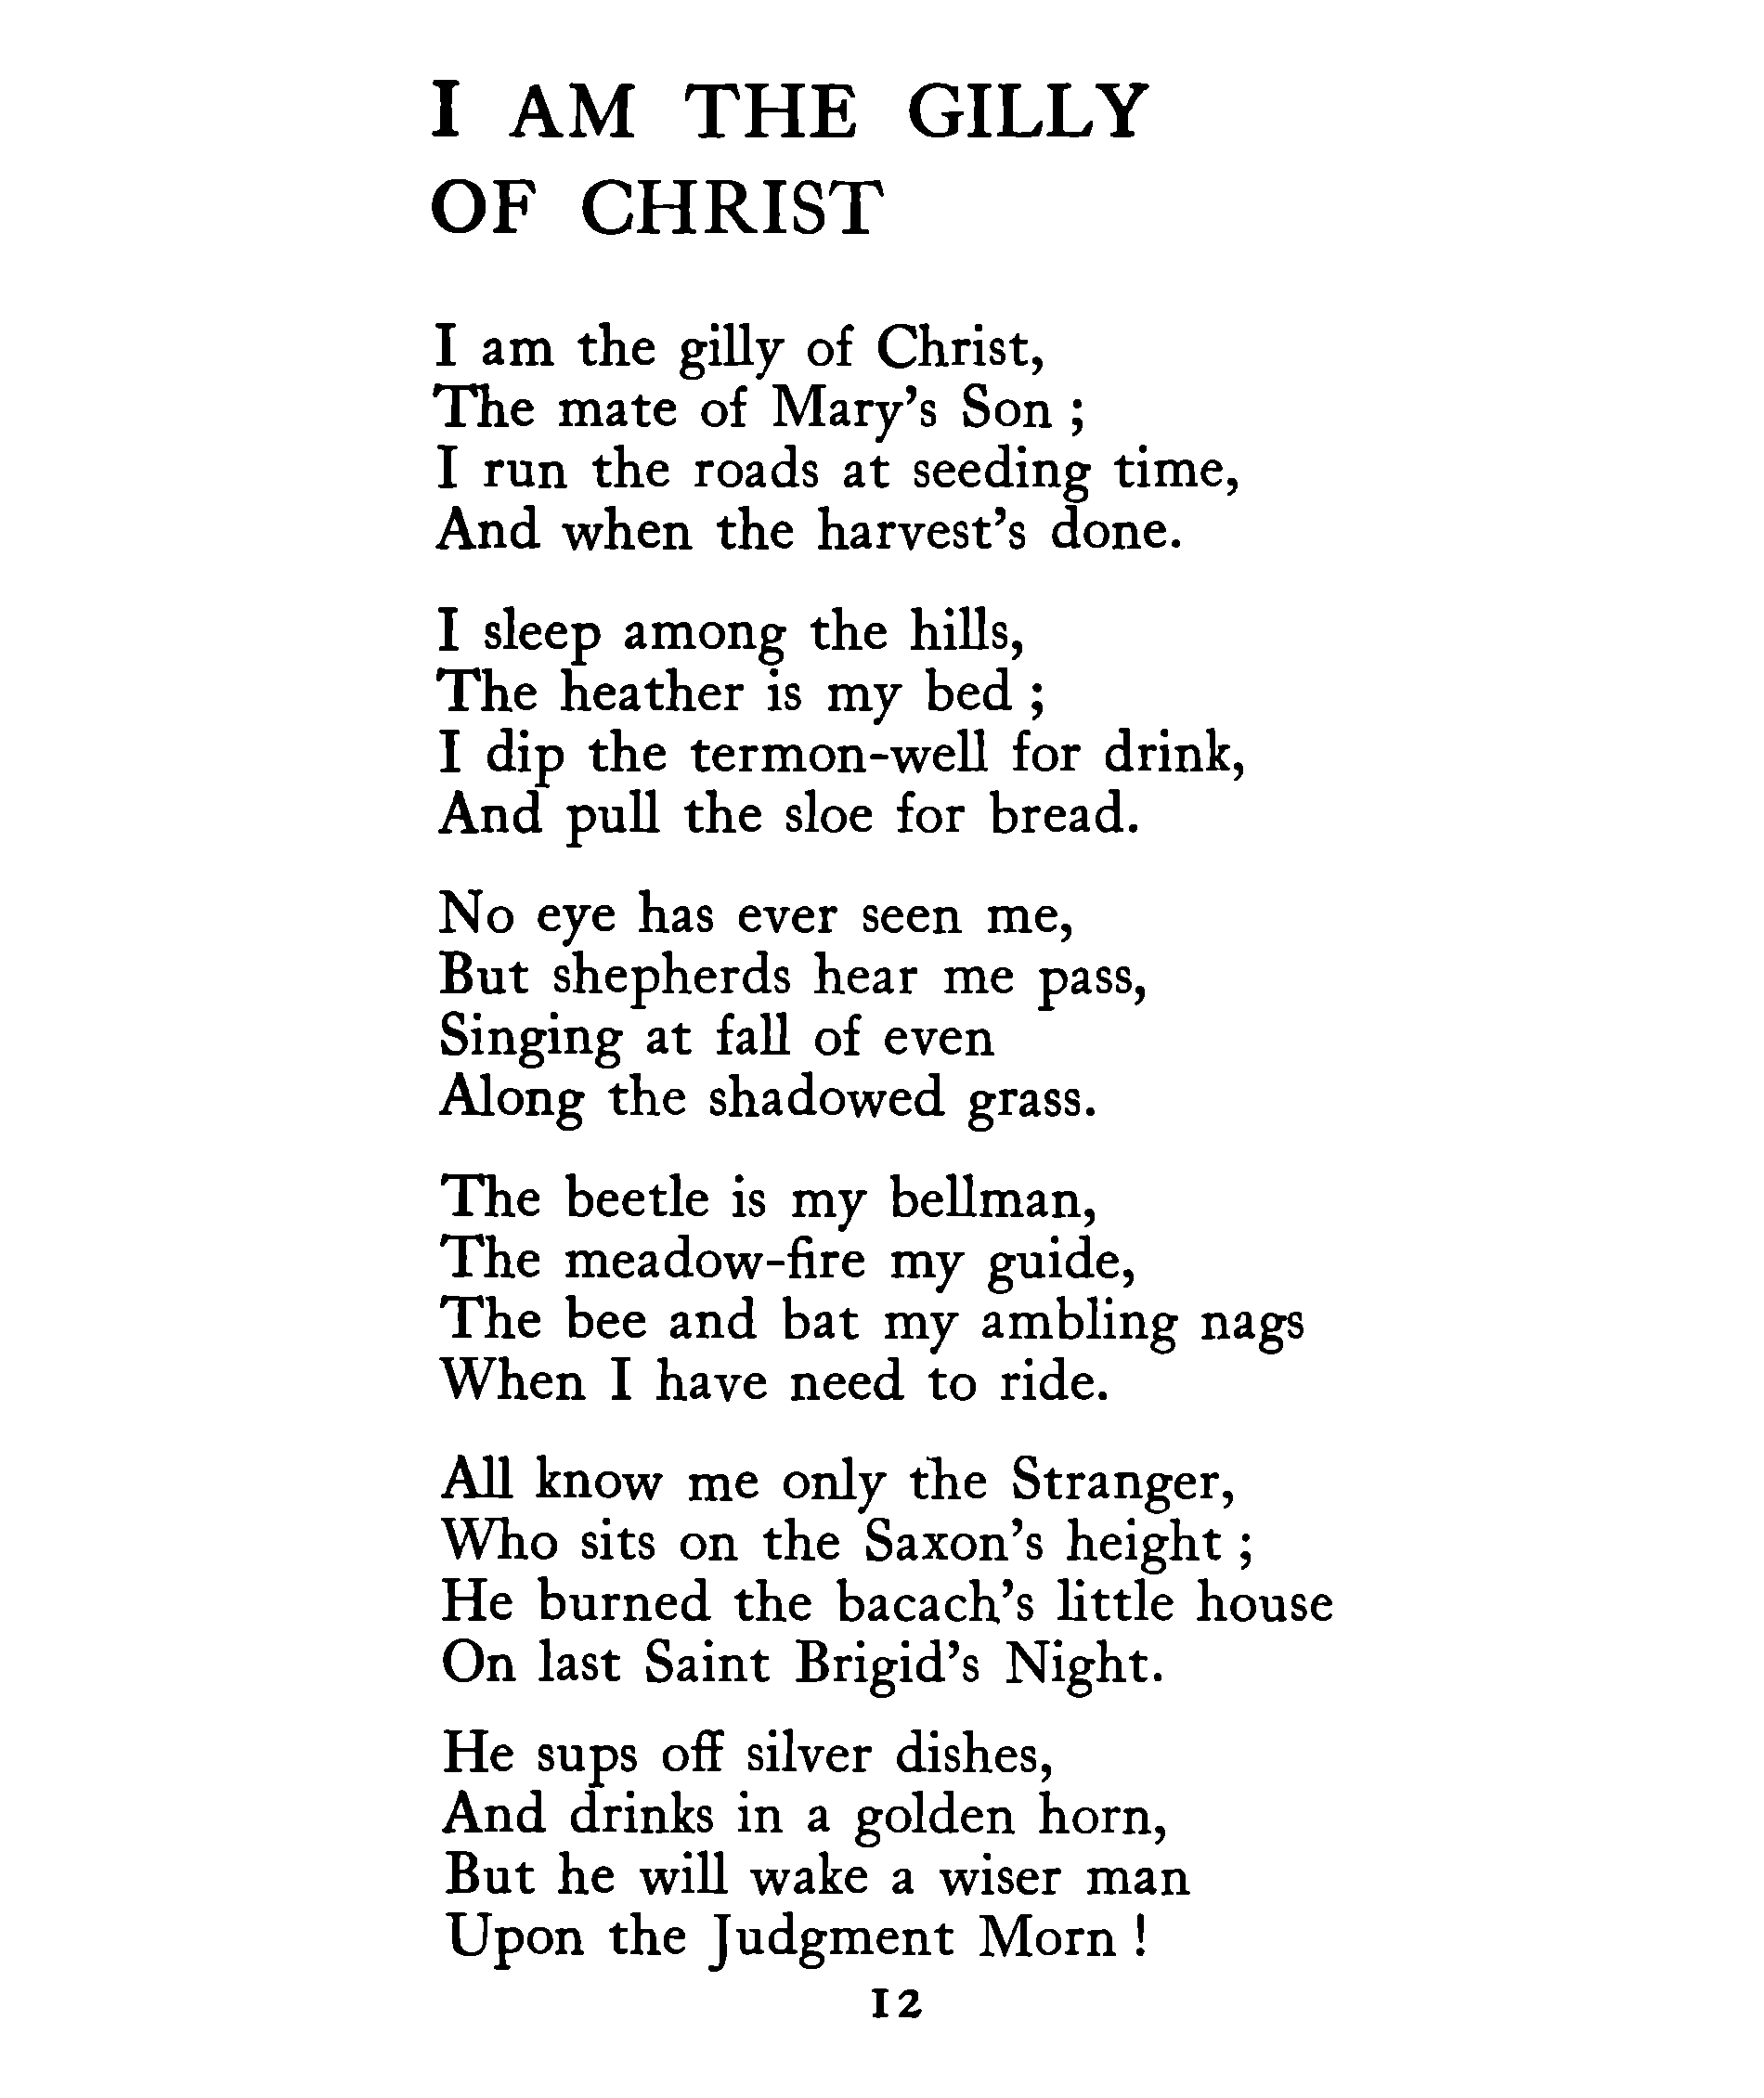 I AM THE GILLY
OF CHRIST
I am the gilly of Christ,
The mate of Mary's Son ;
I run the roads at seeding time,
And when the harvest's done.
I sleep among the hills,
The heather is my bed ;
I dip the termon-well for drink,
And pull the sloe for bread.
No eye has ever seen me,
But shepherds hear me pass,
Singing at fall of even
Along the shadowed grass.
The beetle is my bellman,
The meadow-fire my guide,
The bee and bat my ambling nags
When I have need to ride.
All know me only the Stranger,
Who sits on the Saxon's height ;
He burned the bacach's little house
On last Saint Brigid's Night.
He sups off silver dishes,
And drinks in a golden horn,
But he will wake a wiser man
Upon the Judgment Morn !
12